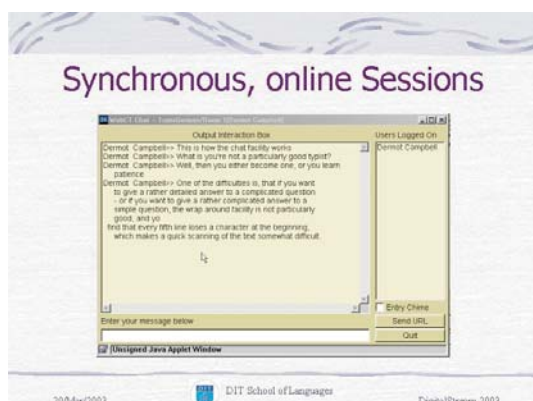 Synchronous, online Sessions
WebCT Chat -
Output Interaction Box
Users Logged On
Dermot Campbell>> This is how the chat facility works
Dermot Campbell
Dermot Campbell>> What is you're not a particularly good typist?
Dermot Campbell>> Well, then you either become one, or you learn
patience
Dermot Campbell>> One of the difficulties is, that if you want
to give a rather detailed answer to a complicated question
- or if you want to give a rather complicated answer to a
simple question, the wrap around facility is not particularly
good, and yo
find that every fifth line loses a character at the beginning,
which makes a quick scanning of the text somewhat difficult.
Entry Chime
Enter your message below
Send URL
Quit
Unsigned Java Applet Window
DIT School of Languages